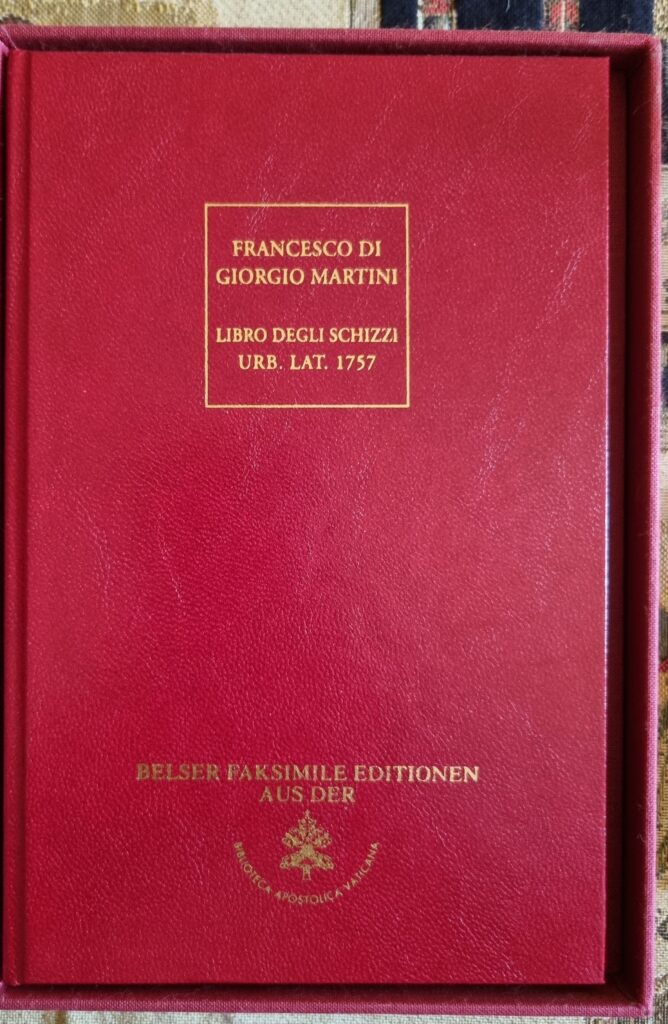 FRANCESCO DI
GIORGIO MARTINI
LIBRO DEGLI SCHIZZI
URB. LAT. 1757
BELSER FAKSIMILE EDITIONEN
AUS DER
BIBLIOTECA APOSTOLICA VATICANA